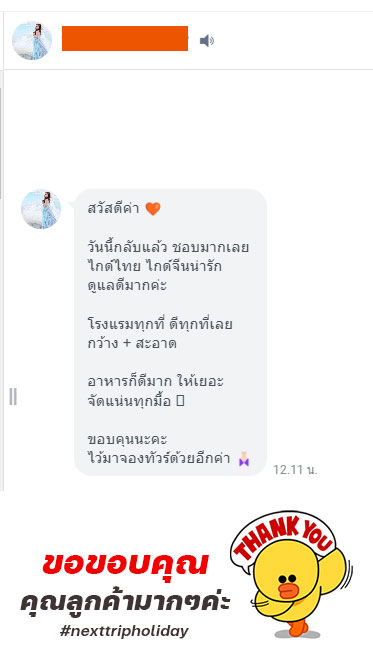 สวัสดีค่า
วันนี้กลับแล้ว ชอบมากเลย
ไกด์ไทย ไกด์จีนน่ารัก
ดูแลดีมากค่ะ
โรงแรมทุกที่ ดีทุกที่เลย
กว้าง + สะอาด
อาหารก็ดีมาก ให้เยอะ
จัดแน่นทุกมื้อ
ขอบคุนนะคะ
ไว้มาจองทัวร์ด้วยอีกค่า
12.11 น.
THANK YOU
ขอขอบคุณ
คุณลูกค้ามากๆค่ะ
#nexttripholiday